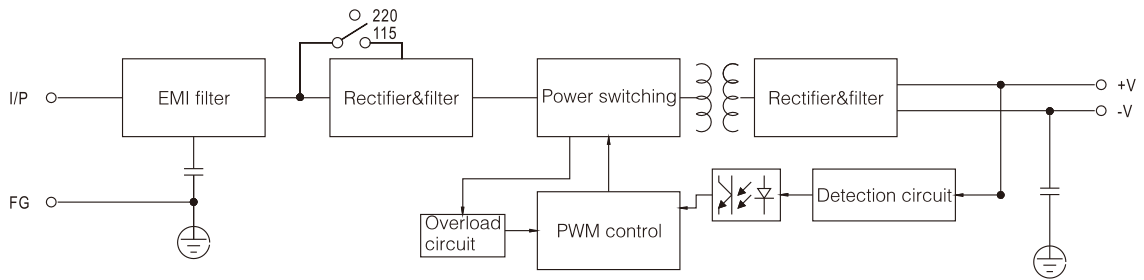 220
115
I/P
EMI filter
Rectifier&filter
Power switching
Rectifier&filter
+V
-V
FG
Overload
circuit
PWM control
Detection circuit